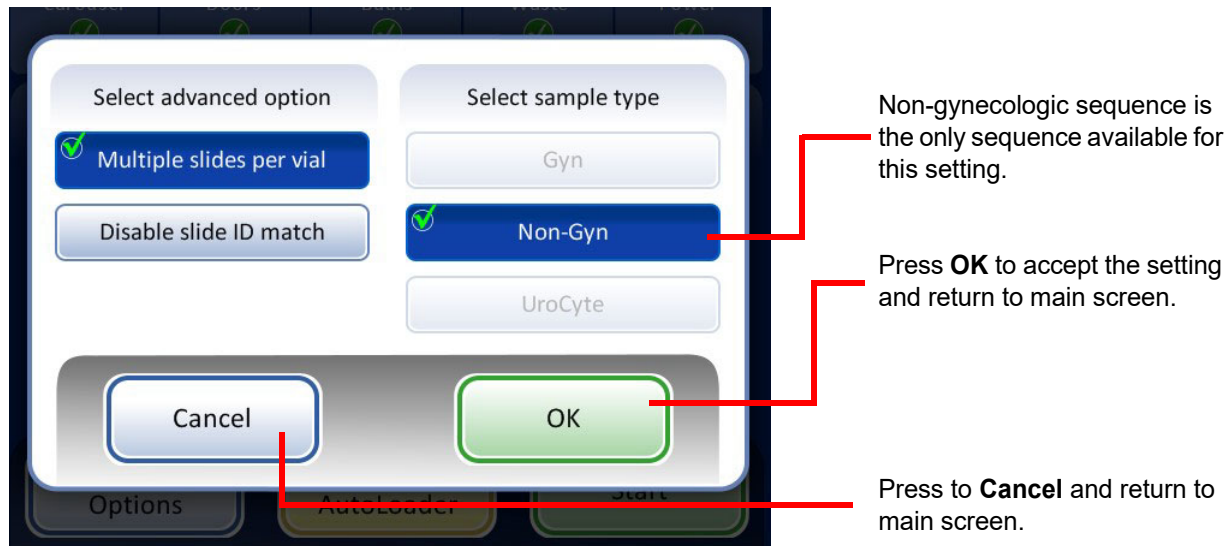 Select advanced option
Multiple slides per vial
Disable slide ID match
Select sample type
Gyn
Non-Gyn
UroCyte
Cancel
OK
Options
AutoLoader
Start
Non-gynecologic sequence is
the only sequence available for
this setting.
Press OK to accept the setting
and return to main screen.
Press to Cancel and return to
main screen.